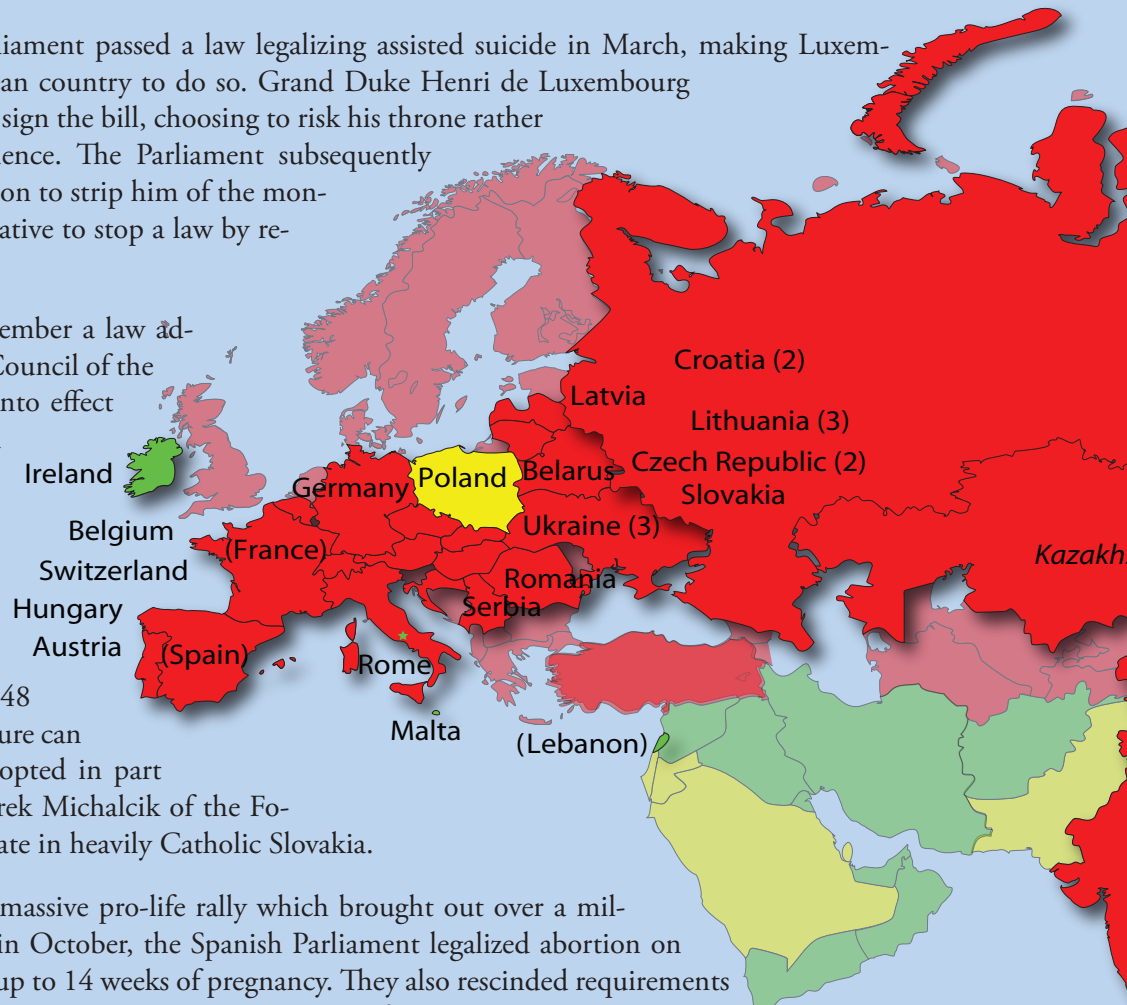 liament passed a law legalizing assisted suicide in March, making Luxem-
an country to do so. Grand Duke Henri de Luxembourg
sign the bill, choosing to risk his throne rather
ence. The Parliament subsequently
on to strip him of the mon-
ative to stop a law by re-
ember a law ad-
Council of the
nto effect
Croatia (2)
Latvia
Lithuania (3)
Czech Republic (2)
Slovakia
Ireland
Germany
Poland
Belarus
Belgium
(France)
Ukraine (3)
Switzerland
Kazakh
Romania
Hungary
Serbia
Austria
(Spain)
Rome
Malta
(Lebanon)
48
ure can
opted in part
rek Michalcik of the Fo-
ate in heavily Catholic Slovakia.
massive pro-life rally which brought out over a mil-
in October, the Spanish Parliament legalized abortion on
up to 14 weeks of pregnancy. They also rescinded requirements